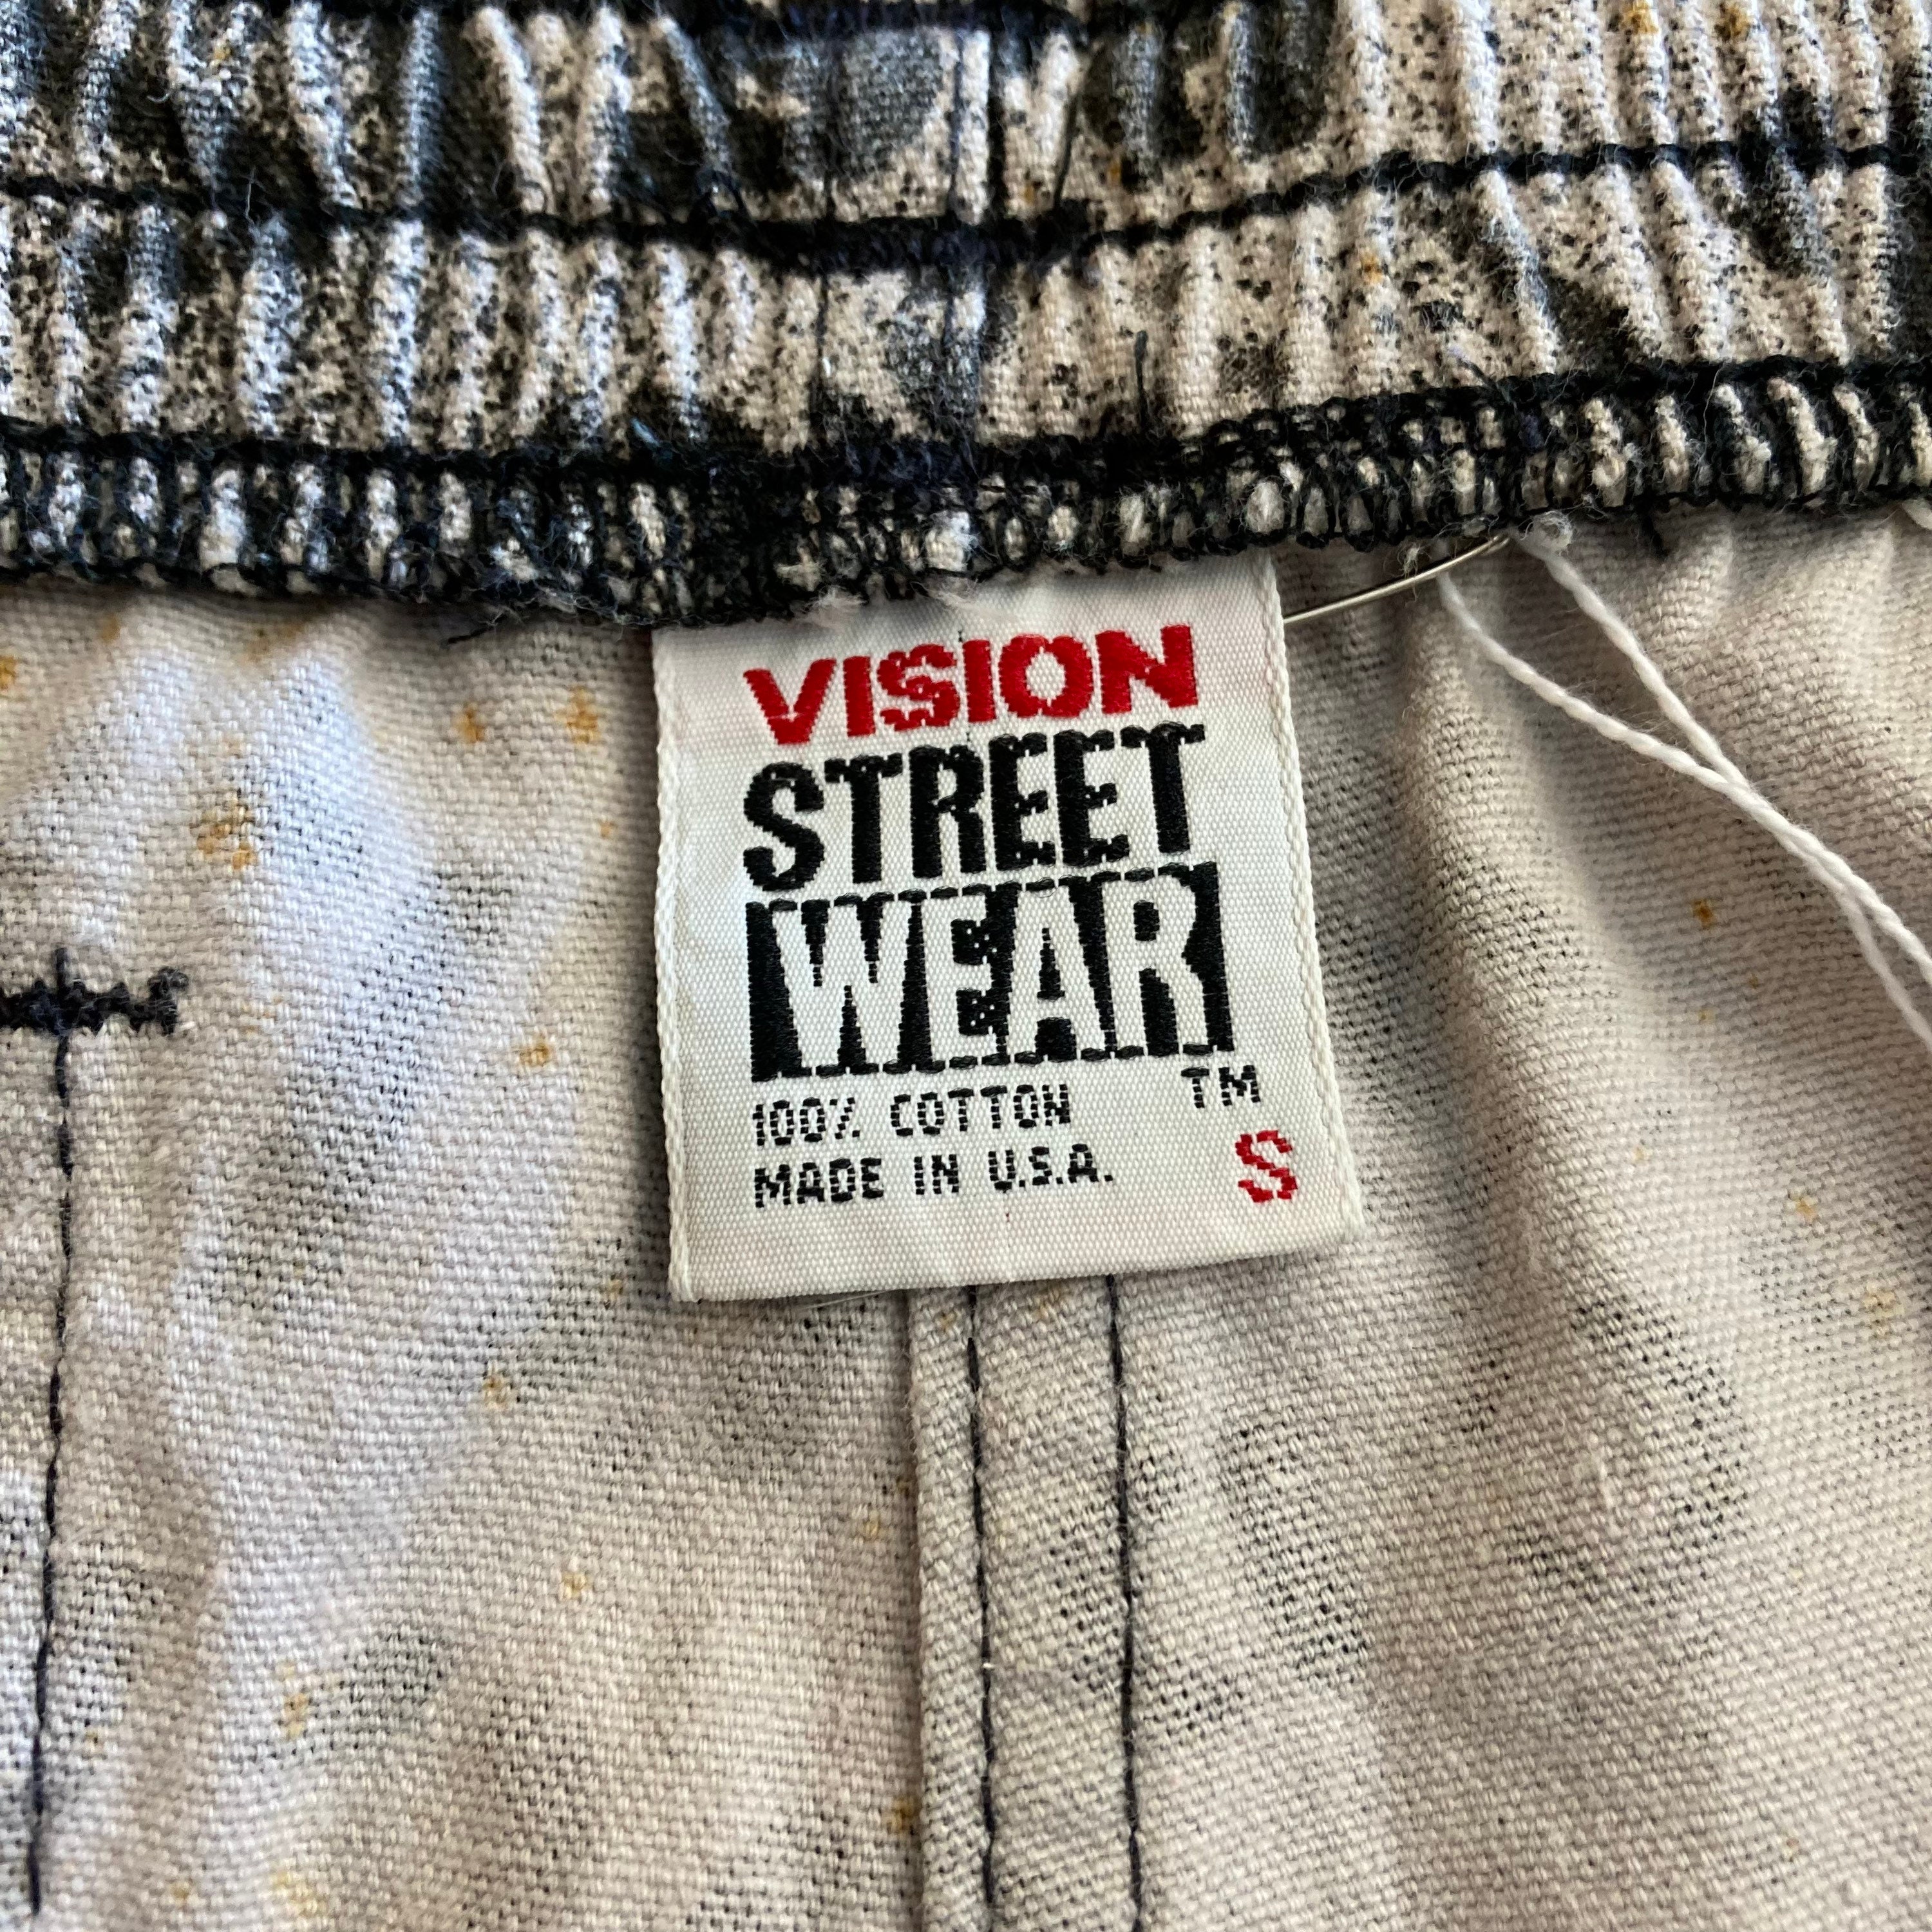 VISION
STREET
WEAR
TM
100% COTTON
MADE IN U.S.A.
S